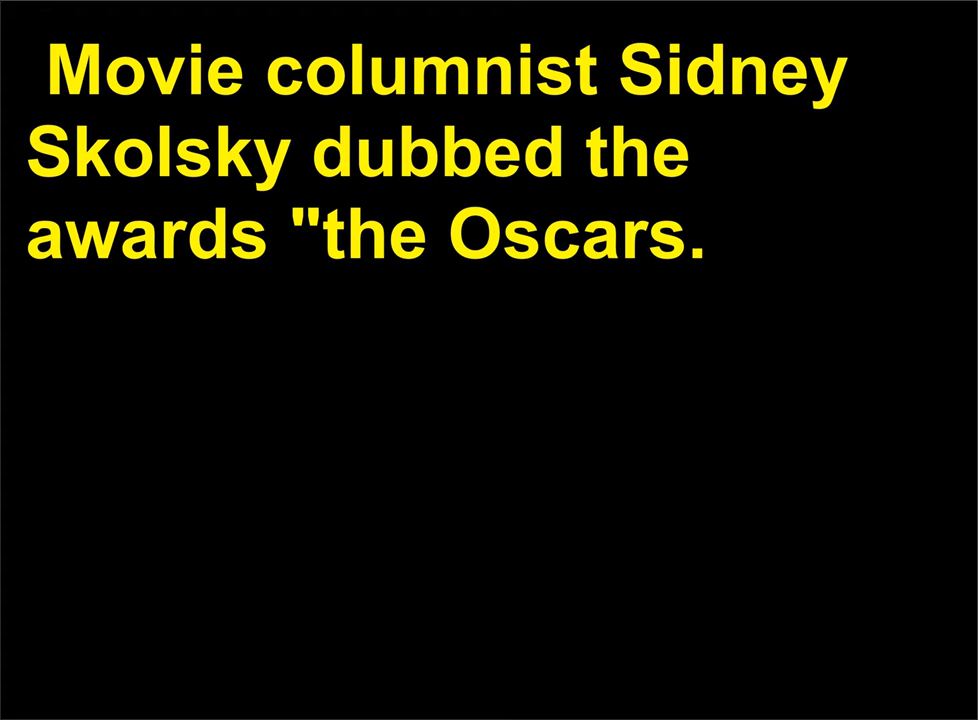 Movie columnist Sidney
Skolsky dubbed the
awards "the Oscars.